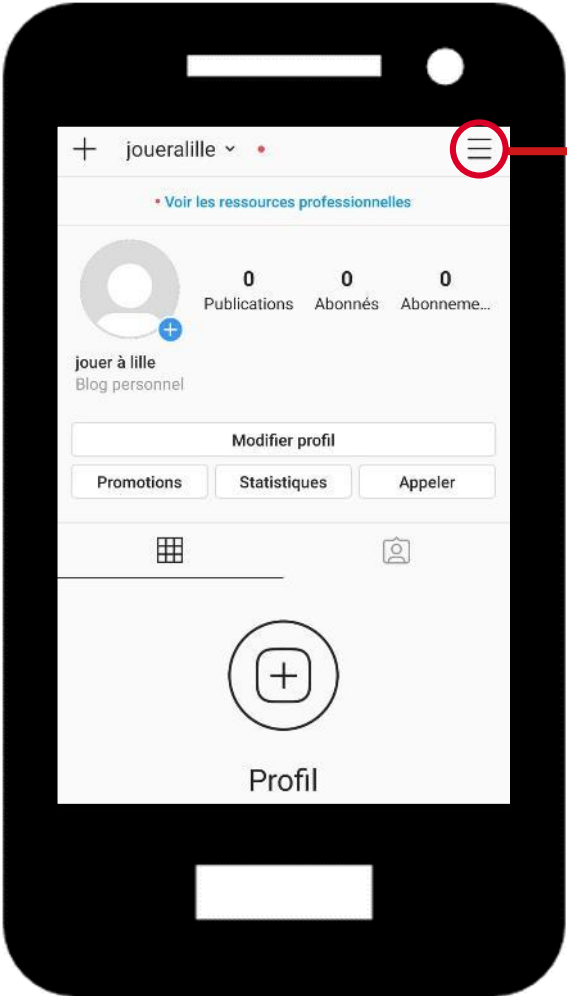 joueralille
• Voir les ressources professionnelles
0 0 0
Publications Abonnés Abonneme...
jouer à lille
Blog personnel
Modifier profil
Promotions Statistiques Appeler
Profil